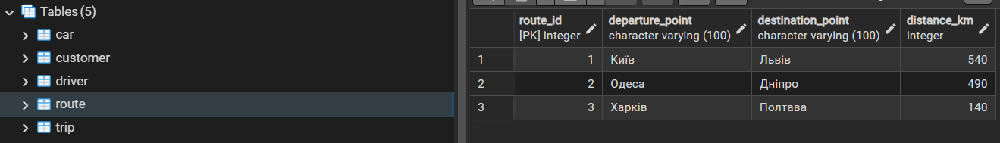 Tables (5)
car
customer
driver
route
trip
route_id departure_point destination_point distance_km
[PK] integer character varying (100) character varying (100) integer
1 1 Київ Львів 540
2 2 Одеса Дніпро 490
3 3 Харків Полтава 140